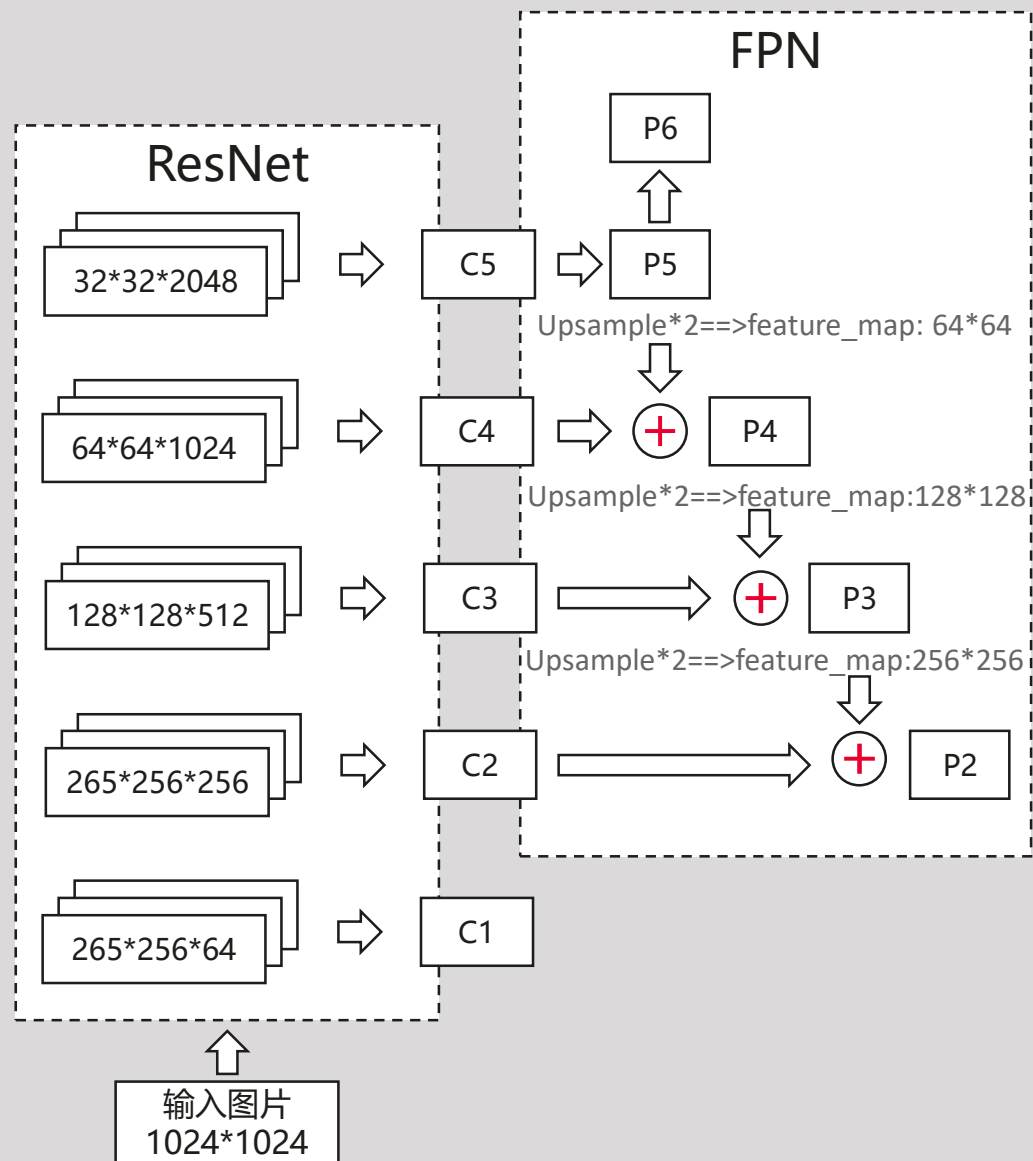 FPN
P6
ResNet
32*32*2048
C5
P5
Upsample*2==>feature_map: 64*64
64*64*1024
C4
P4
Upsample*2==>feature_map:128*128
128*128*512
C3
P3
Upsample*2==>feature_map:256*256
265*256*256
C2
P2
265*256*64
C1
输入图片
1024*1024